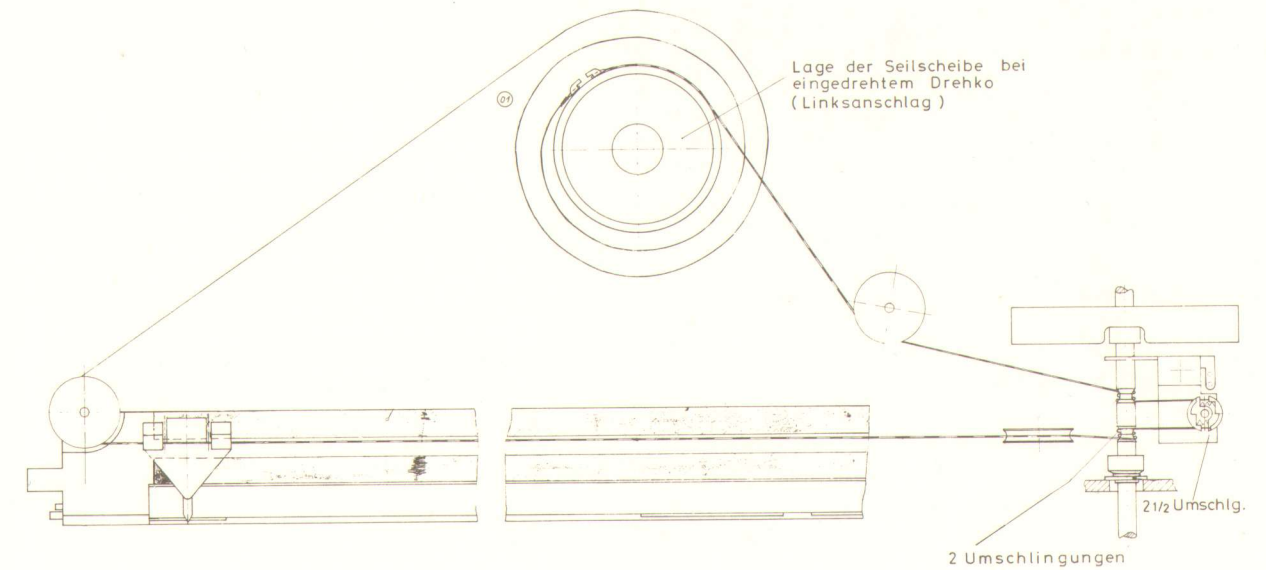 Lage der Seilscheibe bei
eingedrehtem Drehko
(Linksanschlag)
01
2 1/2 Umschlg.
2 Umschlingungen